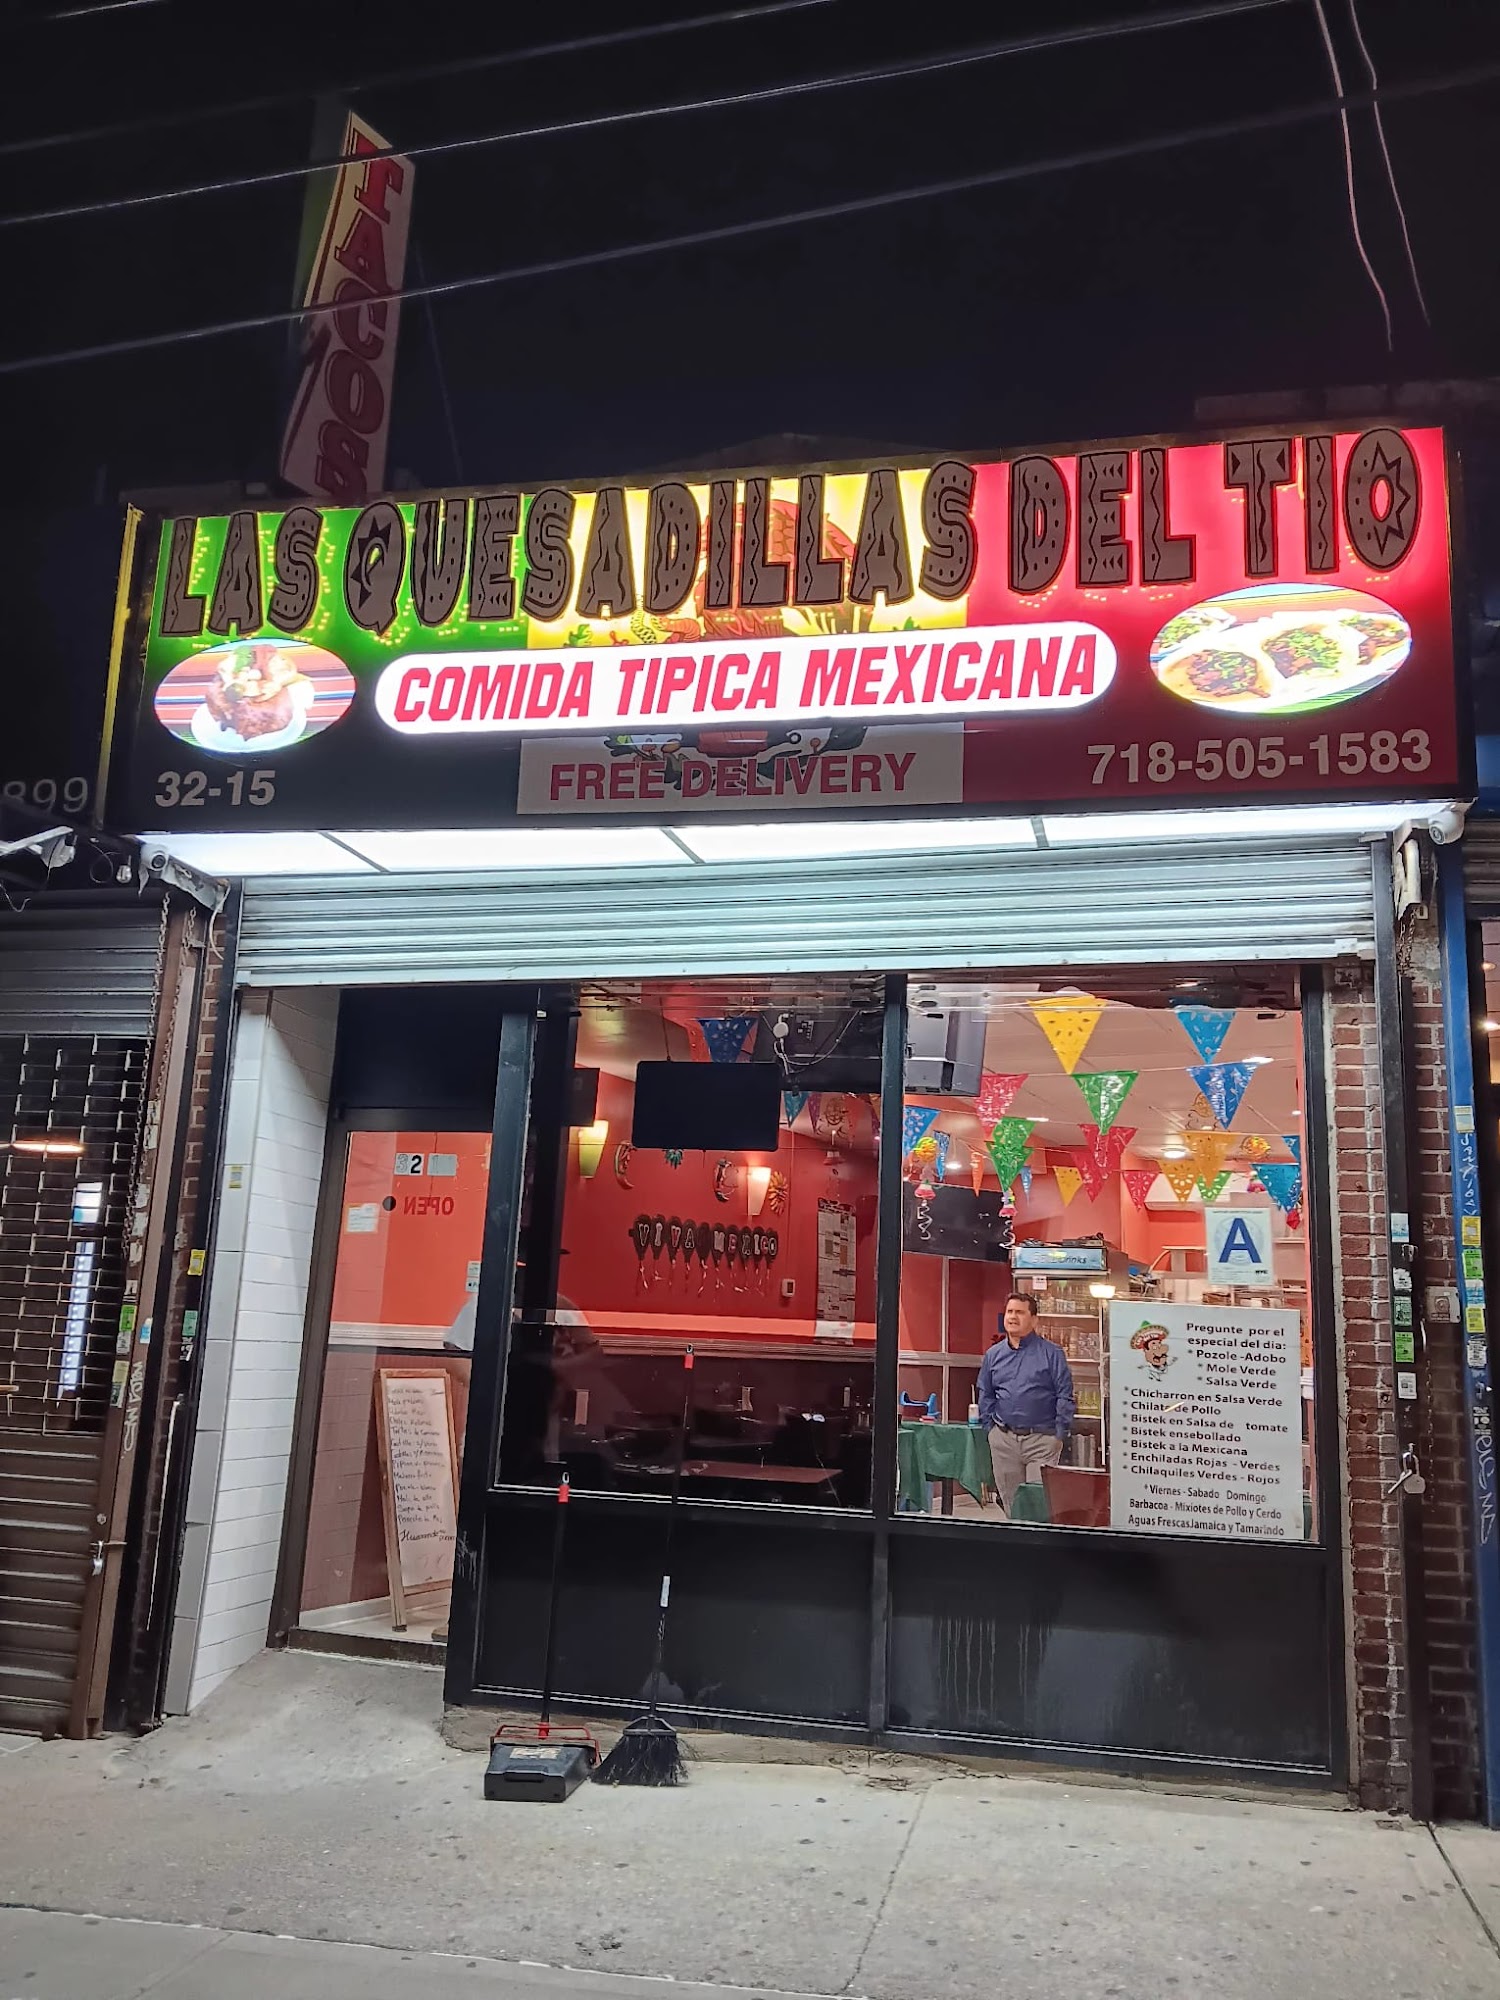 TACOS
LAS QUESADILLAS DEL TIO
COMIDA TIPICA MEXICANA
FREE DELIVERY
32-15
718-505-1583
899
32
OPEN
VIVA MEXICO
A
Drinks
Pregunte por el
especial del dia:
* Pozole -Adobo
* Mole Verde
* Salsa Verde
* Chicharron en Salsa Verde
* Chilate de Pollo
* Bistek en Salsa de tomate
* Bistek ensebollado
* Bistek a la Mexicana
* Enchiladas Rojas - Verdes
* Chilaquiles Verdes - Rojos
*Viernes - Sabado Domingo
Barbacoa - Mixiotes de Pollo y Cerdo
Aguas FrescasJamaica y Tamarindo